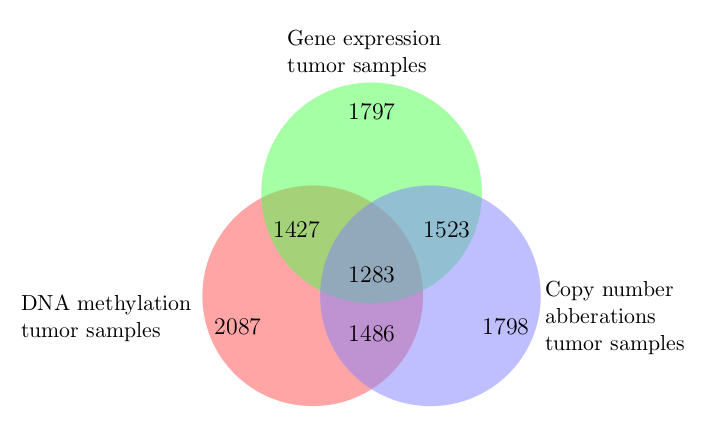 Gene expression
tumor samples
1797
1427
1523
1283
DNA methylation
tumor samples
2087
1486
1798
Copy number
abberations
tumor samples